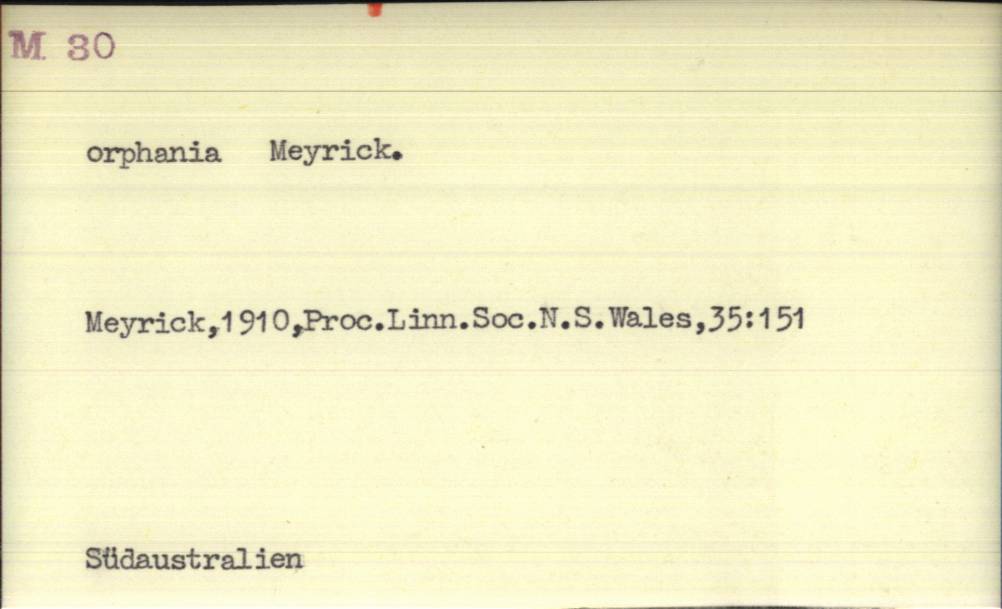 M 30
orphania Meyrick.
Meyrick,1910,Proc.Linn.Soc.N.S.Wales,35:151
Südaustralien